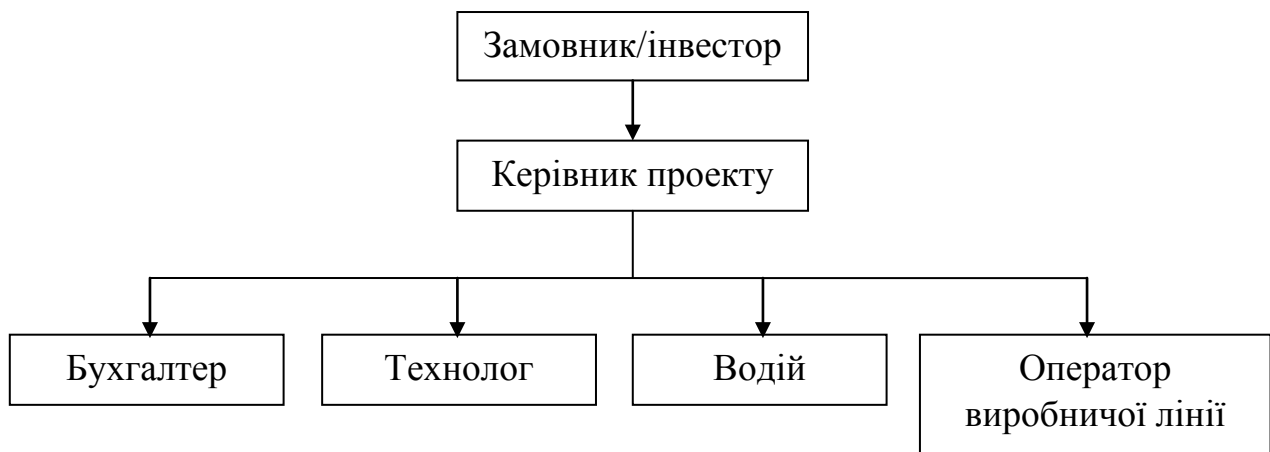 Замовник/інвестор
Керівник проекту
Бухгалтер
Технолог
Водій
Оператор
виробничої лінії